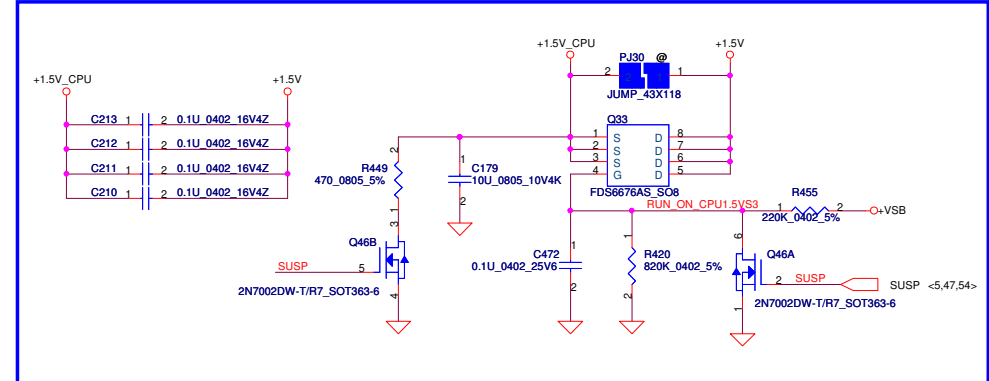 +1.5V_CPU
+1.5V
C213 1 2 0.1U_0402_16V4Z
C212 1 2 0.1U_0402_16V4Z
C211 1 2 0.1U_0402_16V4Z
C210 1 2 0.1U_0402_16V4Z
+1.5V_CPU
+1.5V
PJ30 @
2 2 1 1
JUMP_43X118
Q33
1 S D 8
2 S D 7
3 S D 6
4 G D 5
FDS6676AS_SO8
2
R449
470_0805_5%
1
1
C179
10U_0805_10V4K
2
RUN_ON_CPU1.5VS3
R455
1 2
220K_0402_5%
+VSB
3
Q46B
SUSP
5
4
2N7002DW-T/R7_SOT363-6
1
C472
0.1U_0402_25V6
2
1
R420
820K_0402_5%
2
6
Q46A
SUSP
2
1
2N7002DW-T/R7_SOT363-6
SUSP <5,47,54>